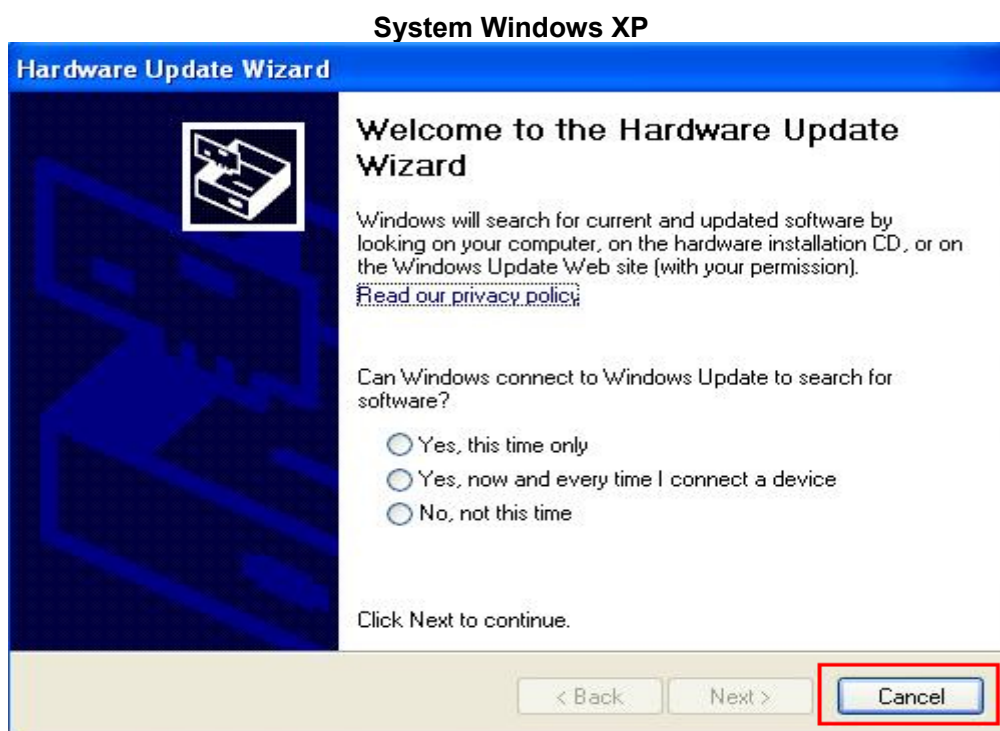 System Windows XP
Hardware Update Wizard
Welcome to the Hardware Update
Wizard
Windows will search for current and updated software by
looking on your computer, on the hardware installation CD, or on
the Windows Update Web site (with your permission).
Read our privacy policy
Can Windows connect to Windows Update to search for
software?
Yes, this time only
Yes, now and every time I connect a device
No, not this time
Click Next to continue.
< Back
Next >
Cancel